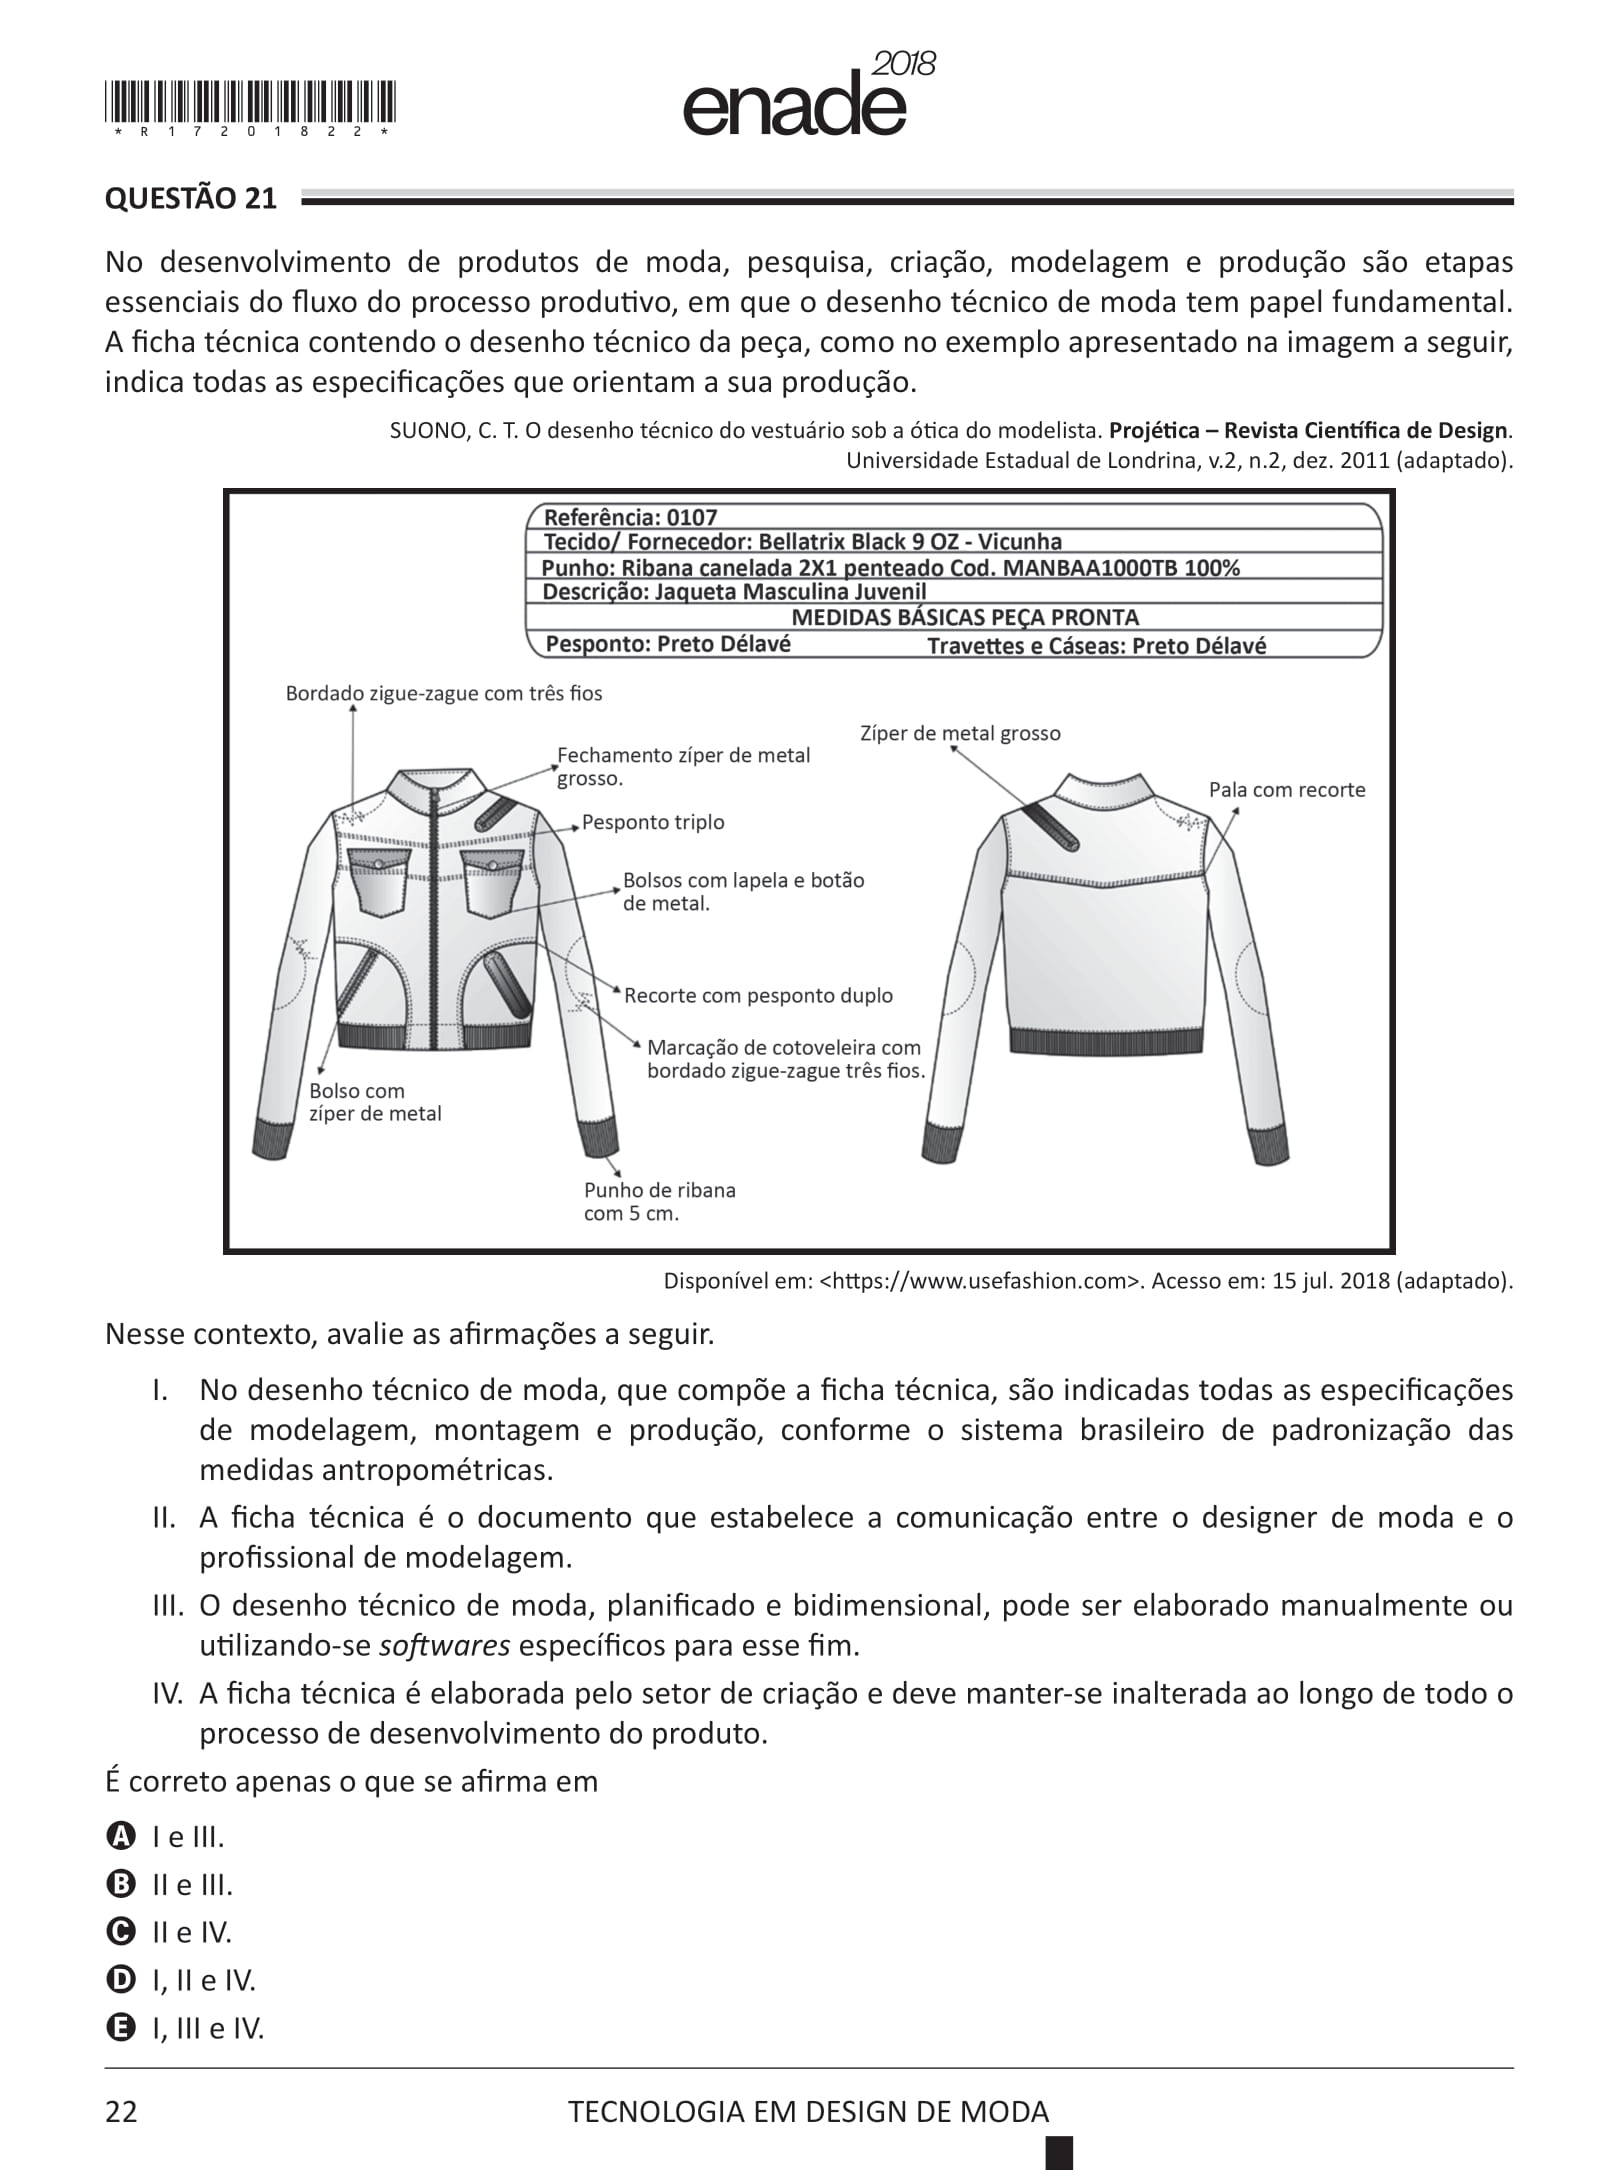 *R17201822*
enade 2018
QUESTÃO 21
No desenvolvimento de produtos de moda, pesquisa, criação, modelagem e produção são etapas
essenciais do fluxo do processo produtivo, em que o desenho técnico de moda tem papel fundamental.
A ficha técnica contendo o desenho técnico da peça, como no exemplo apresentado na imagem a seguir,
indica todas as especificações que orientam a sua produção.
SUONO, C. T. O desenho técnico do vestuário sob a ótica do modelista. Projética – Revista Científica de Design.
Universidade Estadual de Londrina, v.2, n.2, dez. 2011 (adaptado).
Referência: 0107
Tecido/ Fornecedor: Bellatrix Black 9 OZ - Vicunha
Punho: Ribana canelada 2X1 penteado Cod. MANBAA1000TB 100%
Descrição: Jaqueta Masculina Juvenil
MEDIDAS BÁSICAS PEÇA PRONTA
Pesponto: Preto Délavé Travettes e Cáseas: Preto Délavé
Bordado zigue-zague com três fios
Fechamento zíper de metal
grosso.
Pesponto triplo
Bolsos com lapela e botão
de metal.
Recorte com pesponto duplo
Marcação de cotoveleira com
bordado zigue-zague três fios.
Bolso com
zíper de metal
Punho de ribana
com 5 cm.
Zíper de metal grosso
Pala com recorte
Disponível em: <https://www.usefashion.com>. Acesso em: 15 jul. 2018 (adaptado).
Nesse contexto, avalie as afirmações a seguir.
I. No desenho técnico de moda, que compõe a ficha técnica, são indicadas todas as especificações
de modelagem, montagem e produção, conforme o sistema brasileiro de padronização das
medidas antropométricas.
II. A ficha técnica é o documento que estabelece a comunicação entre o designer de moda e o
profissional de modelagem.
III. O desenho técnico de moda, planificado e bidimensional, pode ser elaborado manualmente ou
utilizando-se softwares específicos para esse fim.
IV. A ficha técnica é elaborada pelo setor de criação e deve manter-se inalterada ao longo de todo o
processo de desenvolvimento do produto.
É correto apenas o que se afirma em
A I e III.
B II e III.
C II e IV.
D I, II e IV.
E I, III e IV.
22 TECNOLOGIA EM DESIGN DE MODA